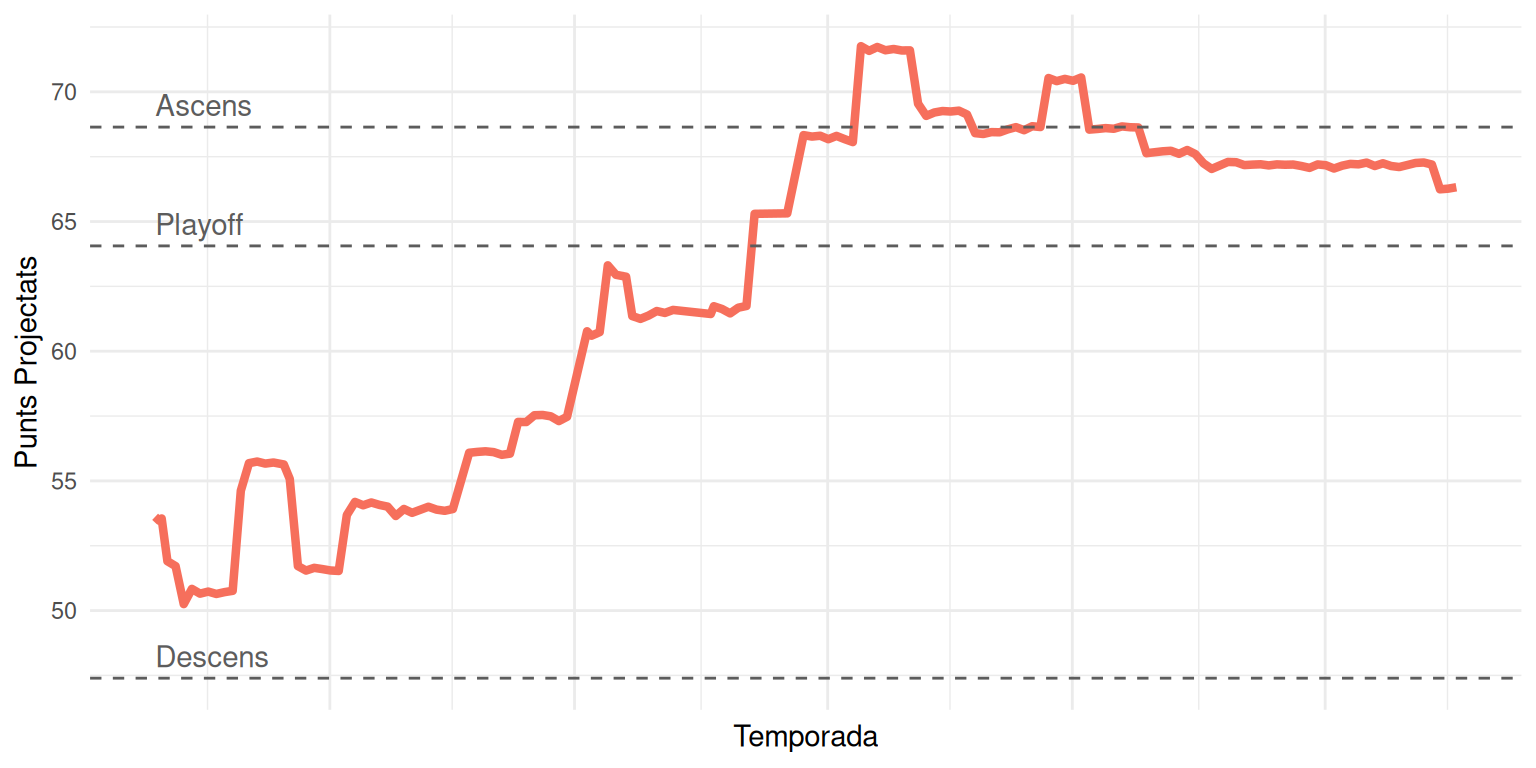 70
Ascens
65
Playoff
60
55
50
Descens
Punts Projectats
Temporada